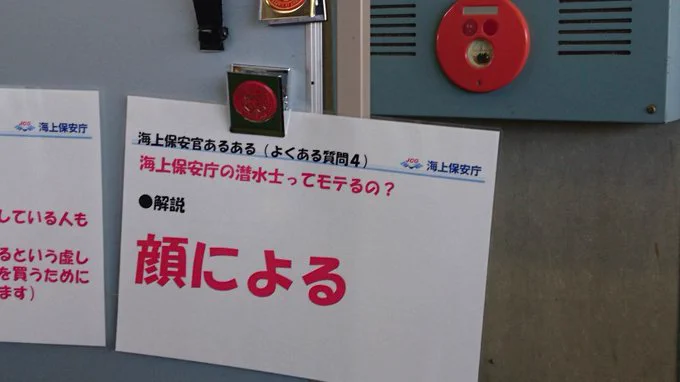 海上保安庁
している人も
るという虚し
を買うために
ます）
海上保安官あるある（よくある質問４）
JCG 海上保安庁
海上保安庁の潜水士ってモテるの？
●解説
顔による